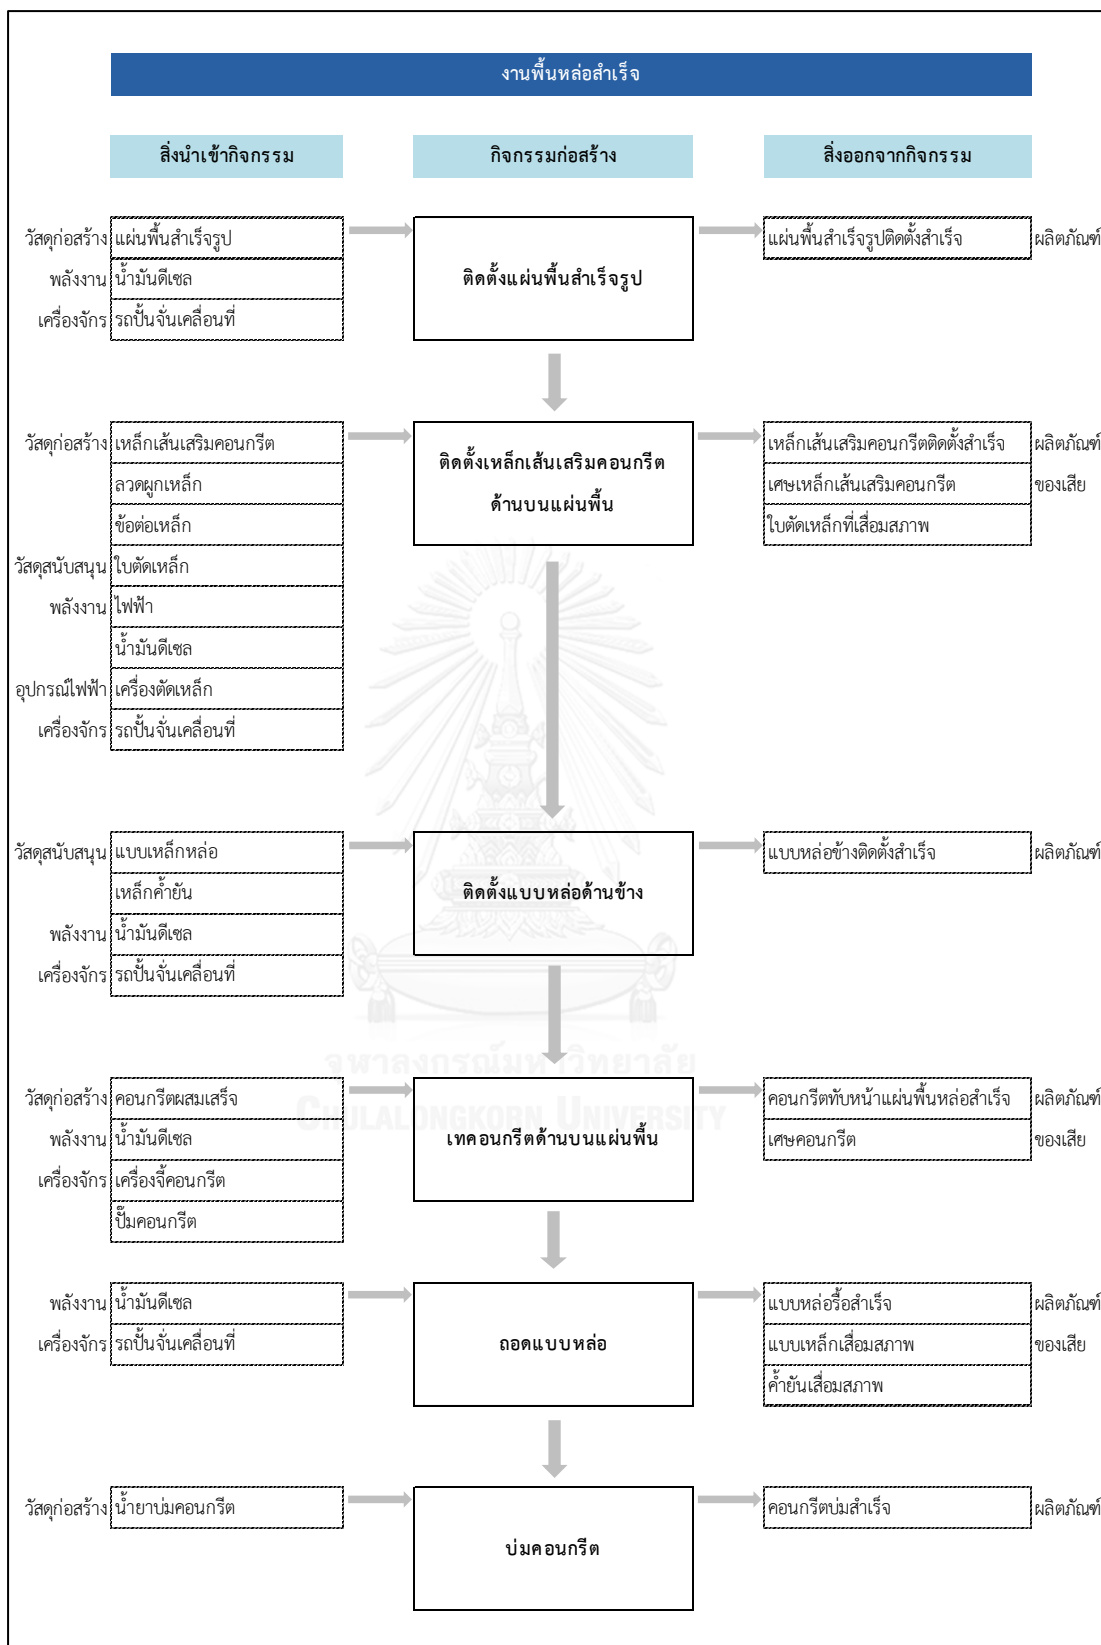 งานพื้นหล่อสำเร็จ
สิ่งนำเข้ากิจกรรม กิจกรรมก่อสร้าง สิ่งออกจากกิจกรรม
วัสดุก่อสร้าง แผ่นพื้นสำเร็จรูป แผ่นพื้นสำเร็จรูปติดตั้งสำเร็จ ผลิตภัณฑ์
พลังงาน น้ำมันดีเซล ติดตั้งแผ่นพื้นสำเร็จรูป
เครื่องจักร รถปั้นจั่นเคลื่อนที่
วัสดุก่อสร้าง เหล็กเส้นเสริมคอนกรีต ติดตั้งเหล็กเส้นเสริมคอนกรีต เหล็กเส้นเสริมคอนกรีตติดตั้งสำเร็จ ผลิตภัณฑ์
ลวดผูกเหล็ก ด้านบนแผ่นพื้น เศษเหล็กเส้นเสริมคอนกรีต ของเสีย
ข้อต่อเหล็ก ใบตัดเหล็กที่เสื่อมสภาพ
วัสดุสนับสนุน ใบตัดเหล็ก
พลังงาน ไฟฟ้า
น้ำมันดีเซล
อุปกรณ์ไฟฟ้า เครื่องตัดเหล็ก
เครื่องจักร รถปั้นจั่นเคลื่อนที่
วัสดุสนับสนุน แบบเหล็กหล่อ แบบหล่อข้างติดตั้งสำเร็จ ผลิตภัณฑ์
เหล็กค้ำยัน ติดตั้งแบบหล่อด้านข้าง
พลังงาน น้ำมันดีเซล
เครื่องจักร รถปั้นจั่นเคลื่อนที่
จุฬาลงกรณ์มหาวิทยาลัย
CHULALONGKORN UNIVERSITY
วัสดุก่อสร้าง คอนกรีตผสมเสร็จ คอนกรีตทับหน้าแผ่นพื้นหล่อสำเร็จ ผลิตภัณฑ์
พลังงาน น้ำมันดีเซล เทคอนกรีตด้านบนแผ่นพื้น เศษคอนกรีต ของเสีย
เครื่องจักร เครื่องจี้คอนกรีต
ปั๊มคอนกรีต
พลังงาน น้ำมันดีเซล แบบหล่อรื้อสำเร็จ ผลิตภัณฑ์
เครื่องจักร รถปั้นจั่นเคลื่อนที่ ถอดแบบหล่อ แบบเหล็กเสื่อมสภาพ ของเสีย
ค้ำยันเสื่อมสภาพ
วัสดุก่อสร้าง น้ำยาบ่มคอนกรีต คอนกรีตบ่มสำเร็จ ผลิตภัณฑ์
บ่มคอนกรีต